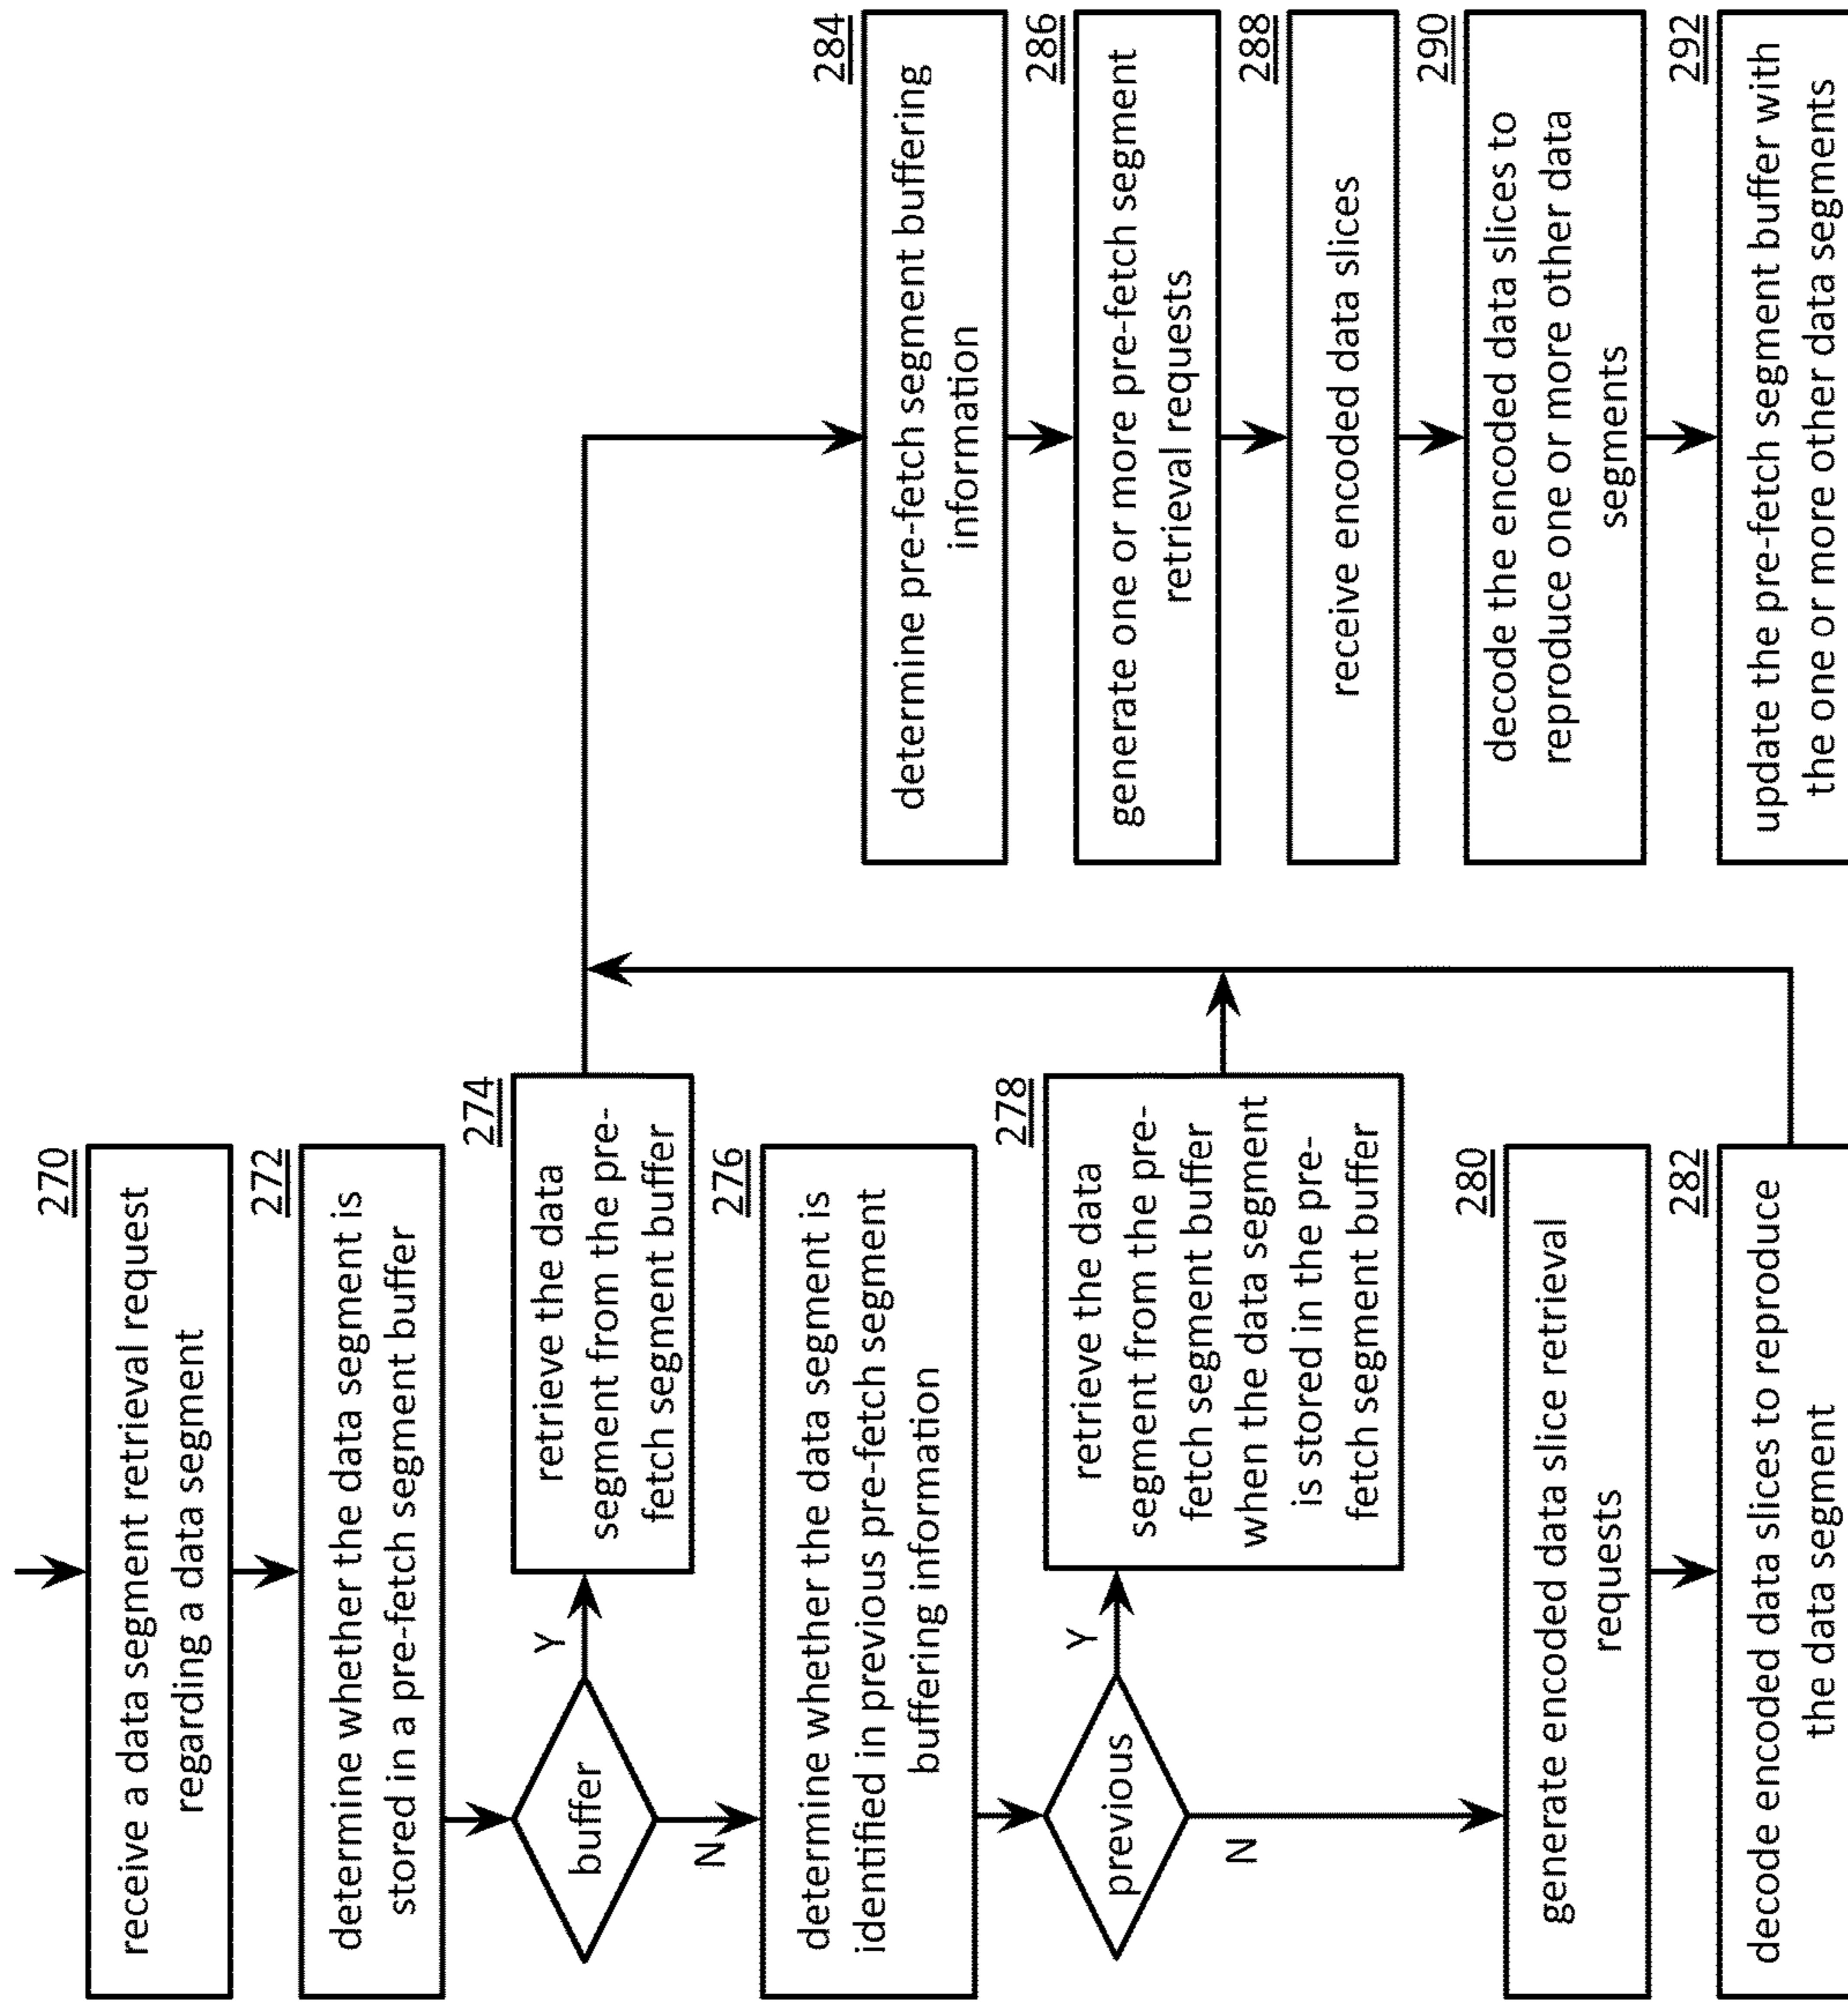 270
receive a data segment retrieval request
regarding a data segment
272
determine whether the data segment is
stored in a pre-fetch segment buffer
buffer
Y
N
274
retrieve the data
segment from the pre-
fetch segment buffer
276
determine whether the data segment is
identified in previous pre-fetch segment
buffering information
previous
Y
N
278
retrieve the data
segment from the pre-
fetch segment buffer
when the data segment
is stored in the pre-
fetch segment buffer
280
generate encoded data slice retrieval
requests
282
decode encoded data slices to reproduce
the data segment
284
determine pre-fetch segment buffering
information
286
generate one or more pre-fetch segment
retrieval requests
288
receive encoded data slices
290
decode the encoded data slices to
reproduce one or more other data
segments
292
update the pre-fetch segment buffer with
the one or more other data segments